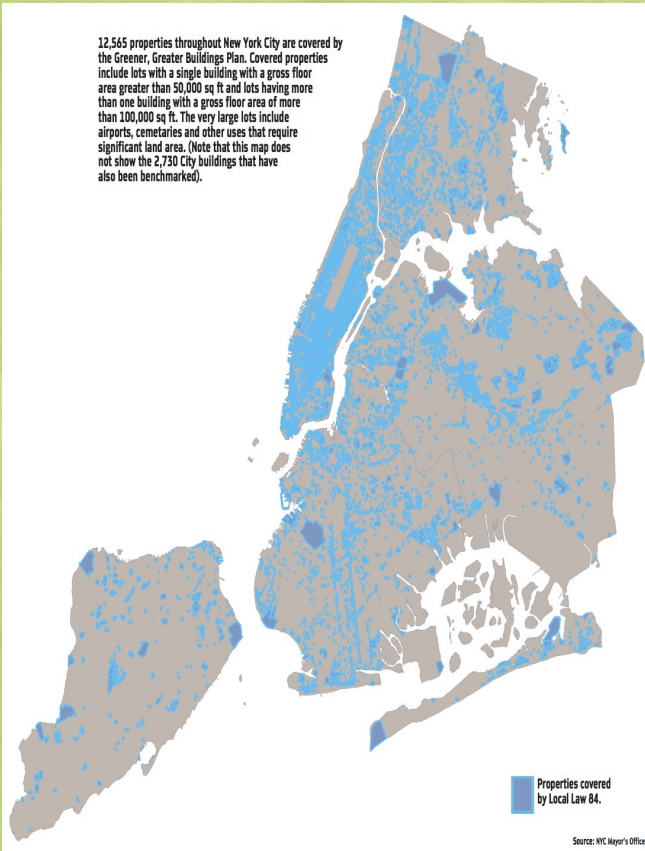 12,565 properties throughout New York City are covered by
the Greener, Greater Buildings Plan. Covered properties
include lots with a single building with a gross floor
area greater than 50,000 sq ft and lots having more
than one building with a gross floor area of more
than 100,000 sq ft. The very large lots include
airports, cemetaries and other uses that require
significant land area. (Note that this map does
not show the 2,730 City buildings that have
also been benchmarked).
Properties covered
by Local Law 84.
Source: NYC Mayor's Office